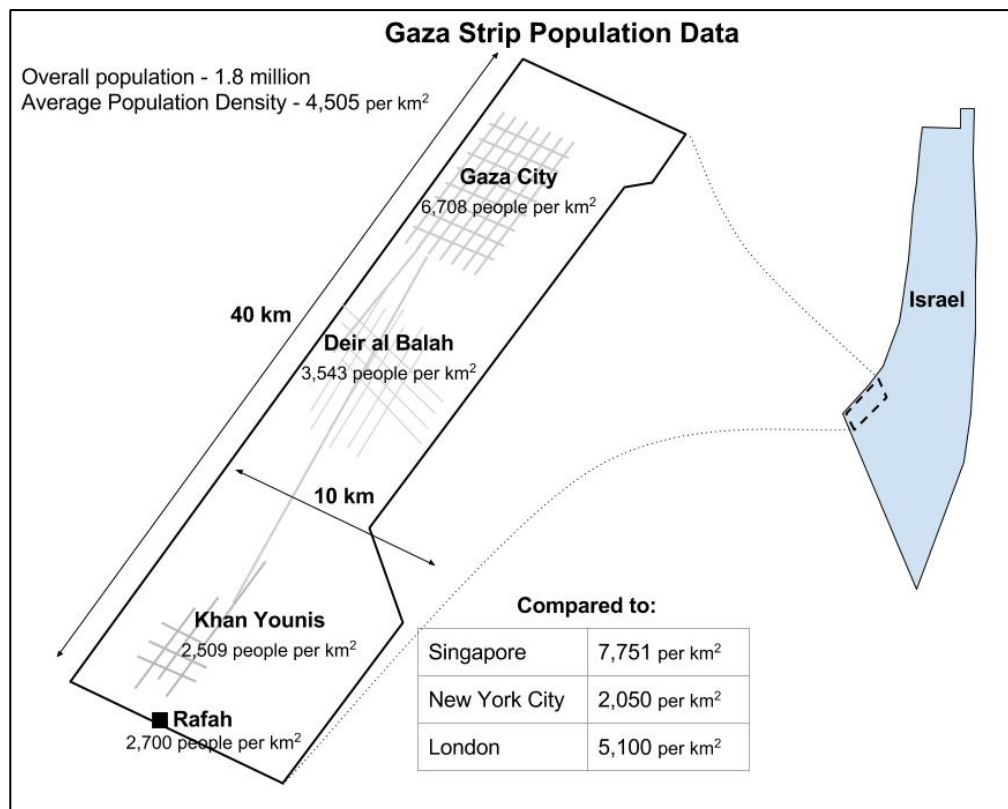 Gaza Strip Population Data
Overall population - 1.8 million
Average Population Density - 4,505 per km²
Gaza City
6,708 people per km²
40 km
Israel
Deir al Balah
3,543 people per km²
10 km
Khan Younis
2,509 people per km²
Rafah
2,700 people per km²
Compared to:
Singapore 7,751 per km²
New York City 2,050 per km²
London 5,100 per km²